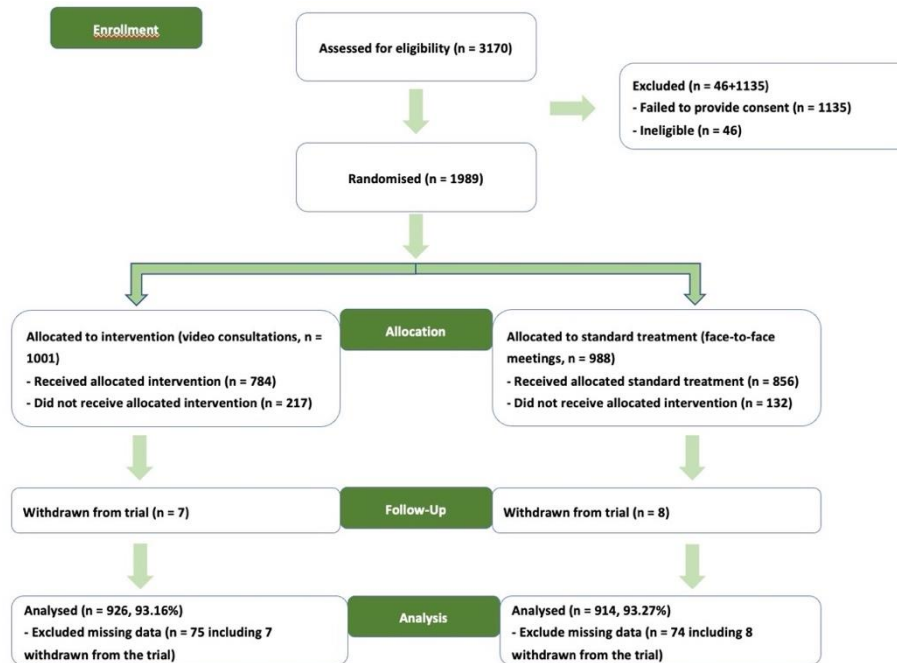 Enrollment
Assessed for eligibility (n = 3170)
Excluded (n = 46+1135)
- Failed to provide consent (n = 1135)
- Ineligible (n = 46)
Randomised (n = 1989)
Allocated to intervention (video consultations, n =
1001)
- Received allocated intervention (n = 784)
- Did not receive allocated intervention (n = 217)
Allocation
Allocated to standard treatment (face-to-face
meetings, n = 988)
- Received allocated standard treatment (n = 856)
- Did not receive allocated intervention (n = 132)
Withdrawn from trial (n = 7)
Follow-Up
Withdrawn from trial (n = 8)
Analysed (n = 926, 93.16%)
- Excluded missing data (n = 75 including 7
withdrawn from the trial)
Analysis
Analysed (n = 914, 93.27%)
- Exclude missing data (n = 74 including 8
withdrawn from the trial)